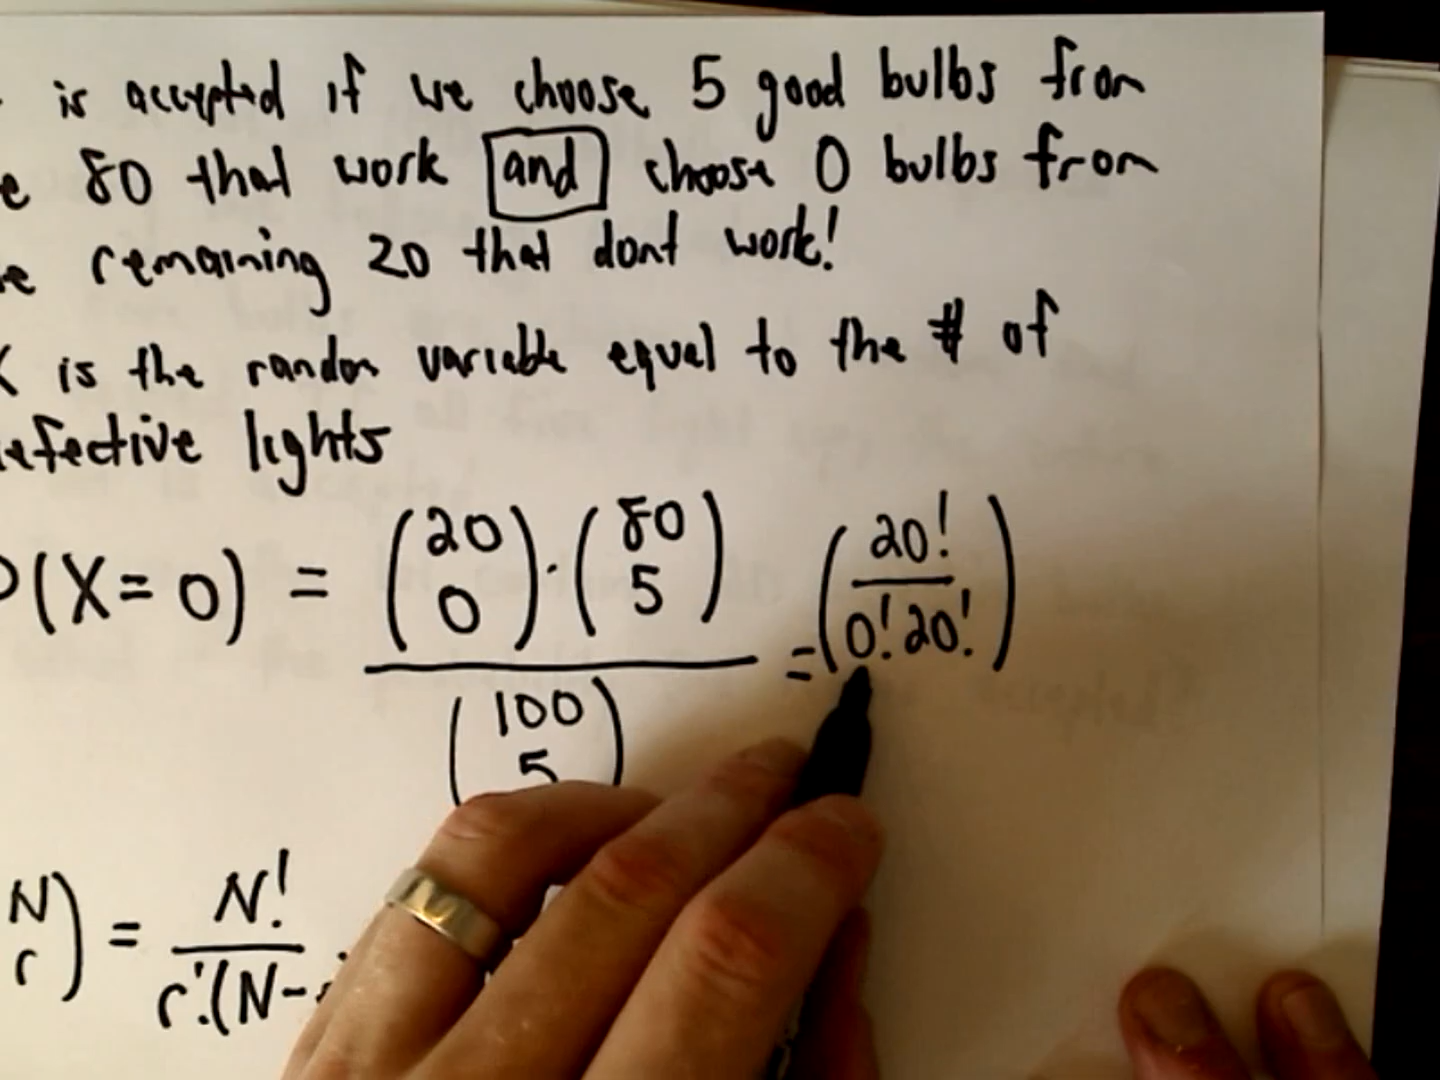 is accepted if we choose 5 good bulbs from
e 80 that work and choose 0 bulbs from
e remaining 20 that dont work!
X is the random variable equal to the # of
efective lights
P(X=0) = (20 0)·(80 5) / (100 5) = (20! / 0!20!)
(N r) = N! / r!(N-